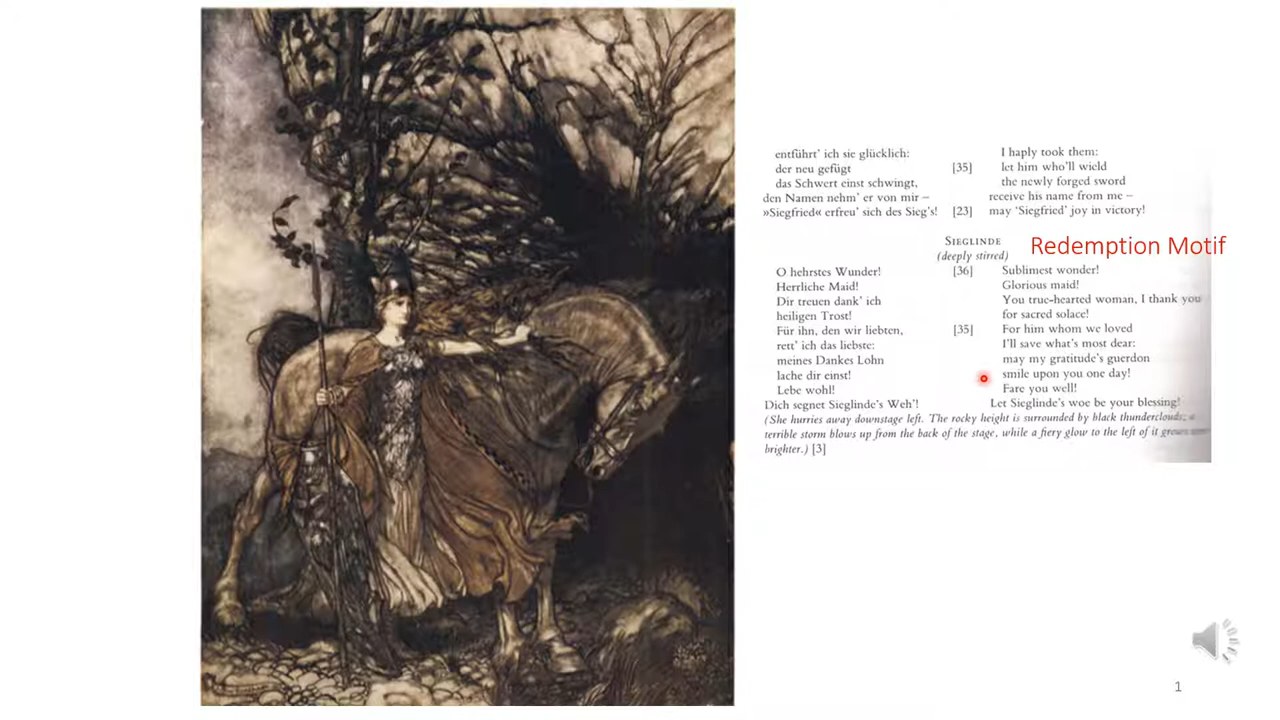 entführt' ich sie glücklich:
der neu gefügt
das Schwert einst schwingt,
den Namen nehm' er von mir –
»Siegfried« erfreu' sich des Sieg's!
I haply took them:
[35] let him who'll wield
the newly forged sword
receive his name from me –
[23] may 'Siegfried' joy in victory!
SIEGLINDE
(deeply stirred)
Redemption Motif
O hehrstes Wunder!
Herrliche Maid!
Dir treuen dank' ich
heiligen Trost!
Für ihn, den wir liebten,
rett' ich das liebste:
meines Dankes Lohn
lache dir einst!
Lebe wohl!
Dich segnet Sieglinde's Weh'!
[36] Sublimest wonder!
Glorious maid!
You true-hearted woman, I thank you
for sacred solace!
[35] For him whom we loved
I'll save what's most dear:
may my gratitude's guerdon
smile upon you one day!
Fare you well!
Let Sieglinde's woe be your blessing!
(She hurries away downstage left. The rocky height is surrounded by black thunderclouds; a
terrible storm blows up from the back of the stage, while a fiery glow to the left of it grows
brighter.) [3]
1